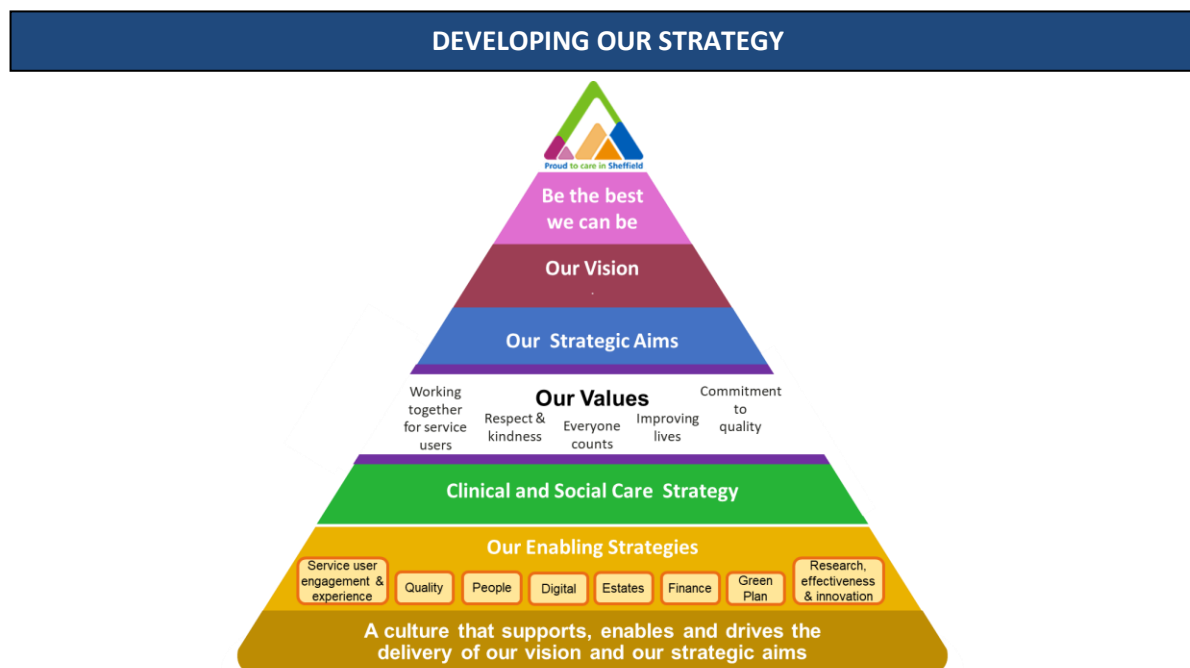 DEVELOPING OUR STRATEGY
Proud to care in Sheffield
Be the best
we can be
Our Vision
.
Our Strategic Aims
Our Values
Working
together
for service
users
Respect &
kindness
Everyone
counts
Improving
lives
Commitment
to
quality
Clinical and Social Care Strategy
Our Enabling Strategies
Service user
engagement &
experience
Quality
People
Digital
Estates
Finance
Green
Plan
Research,
effectiveness
& innovation
A culture that supports, enables and drives the
delivery of our vision and our strategic aims